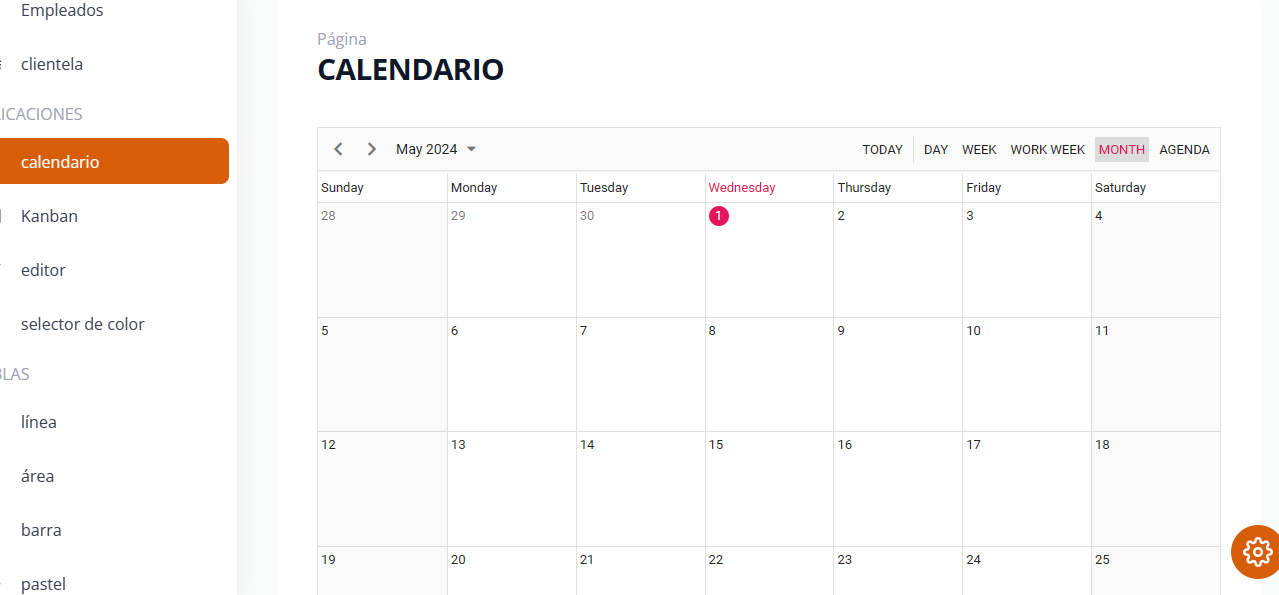 Empleados
clientela
LICACIONES
calendario
Kanban
editor
selector de color
BLAS
línea
área
barra
pastel
Página
CALENDARIO
May 2024 TODAY DAY WEEK WORK WEEK MONTH AGENDA
Sunday Monday Tuesday Wednesday Thursday Friday Saturday
28 29 30 1 2 3 4
5 6 7 8 9 10 11
12 13 14 15 16 17 18
19 20 21 22 23 24 25